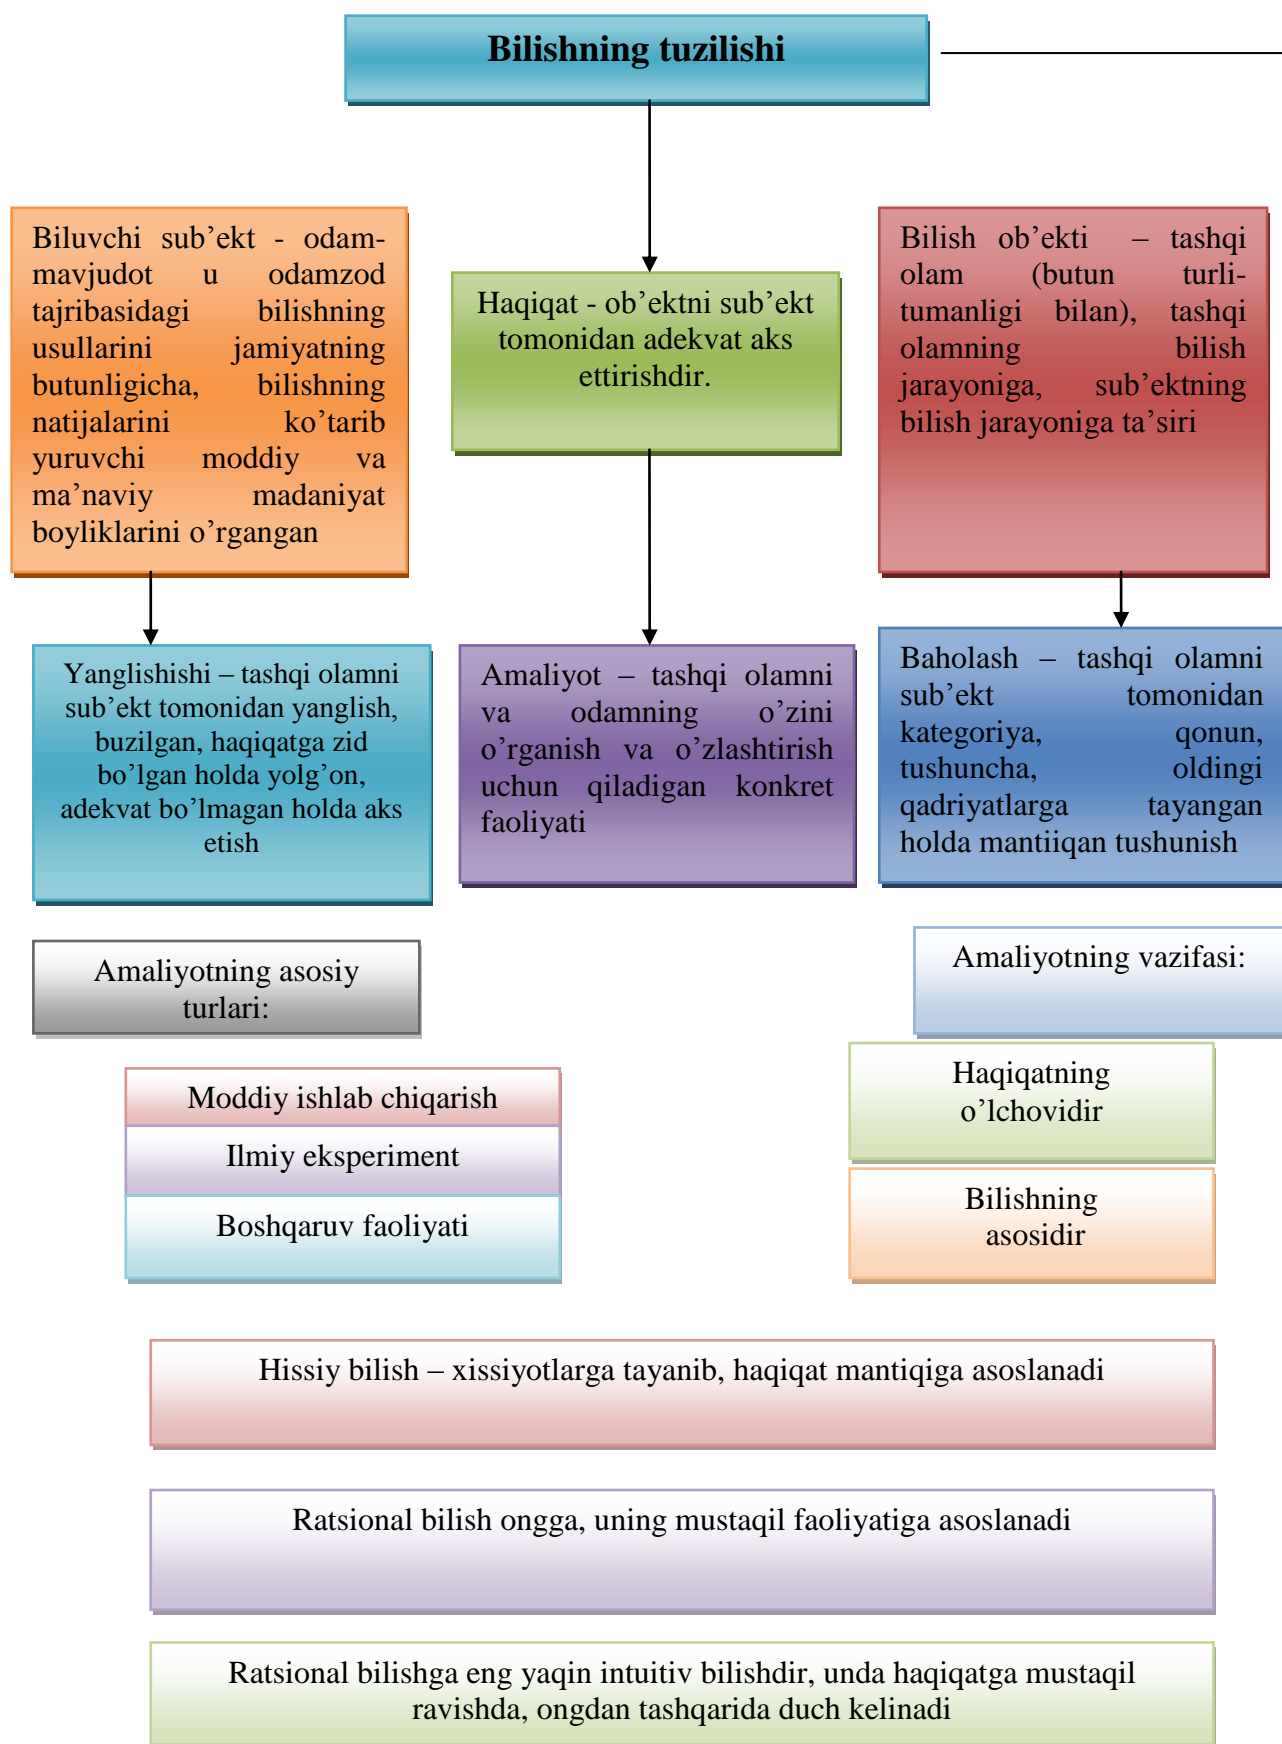 Bilishning tuzilishi
Biluvchi sub’ekt - odam-
mavjudot u odamzod
tajribasidagi bilishning
usullarini jamiyatning
butunligicha, bilishning
natijalarini ko’tarib
yuruvchi moddiy va
ma’naviy madaniyat
boyliklarini o’rgangan
Haqiqat - ob’ektni sub’ekt
tomonidan adekvat aks
ettirishdir.
Bilish ob’ekti – tashqi
olam (butun turli-
tumanligi bilan), tashqi
olamning bilish
jarayoniga, sub’ektning
bilish jarayoniga ta’siri
Yanglishishi – tashqi olamni
sub’ekt tomonidan yanglish,
buzilgan, haqiqatga zid
bo’lgan holda yolg’on,
adekvat bo’lmagan holda aks
etish
Amaliyot – tashqi olamni
va odamning o’zini
o’rganish va o’zlashtirish
uchun qiladigan konkret
faoliyati
Baholash – tashqi olamni
sub’ekt tomonidan
kategoriya, qonun,
tushuncha, oldingi
qadriyatlarga tayangan
holda mantiiqan tushunish
Amaliyotning asosiy
turlari:
Amaliyotning vazifasi:
Moddiy ishlab chiqarish
Ilmiy eksperiment
Boshqaruv faoliyati
Haqiqatning
o’lchovidir
Bilishning
asosidir
Hissiy bilish – xissiyotlarga tayanib, haqiqat mantiqiga asoslanadi
Ratsional bilish ongga, uning mustaqil faoliyatiga asoslanadi
Ratsional bilishga eng yaqin intuitiv bilishdir, unda haqiqatga mustaqil
ravishda, ongdan tashqarida duch kelinadi